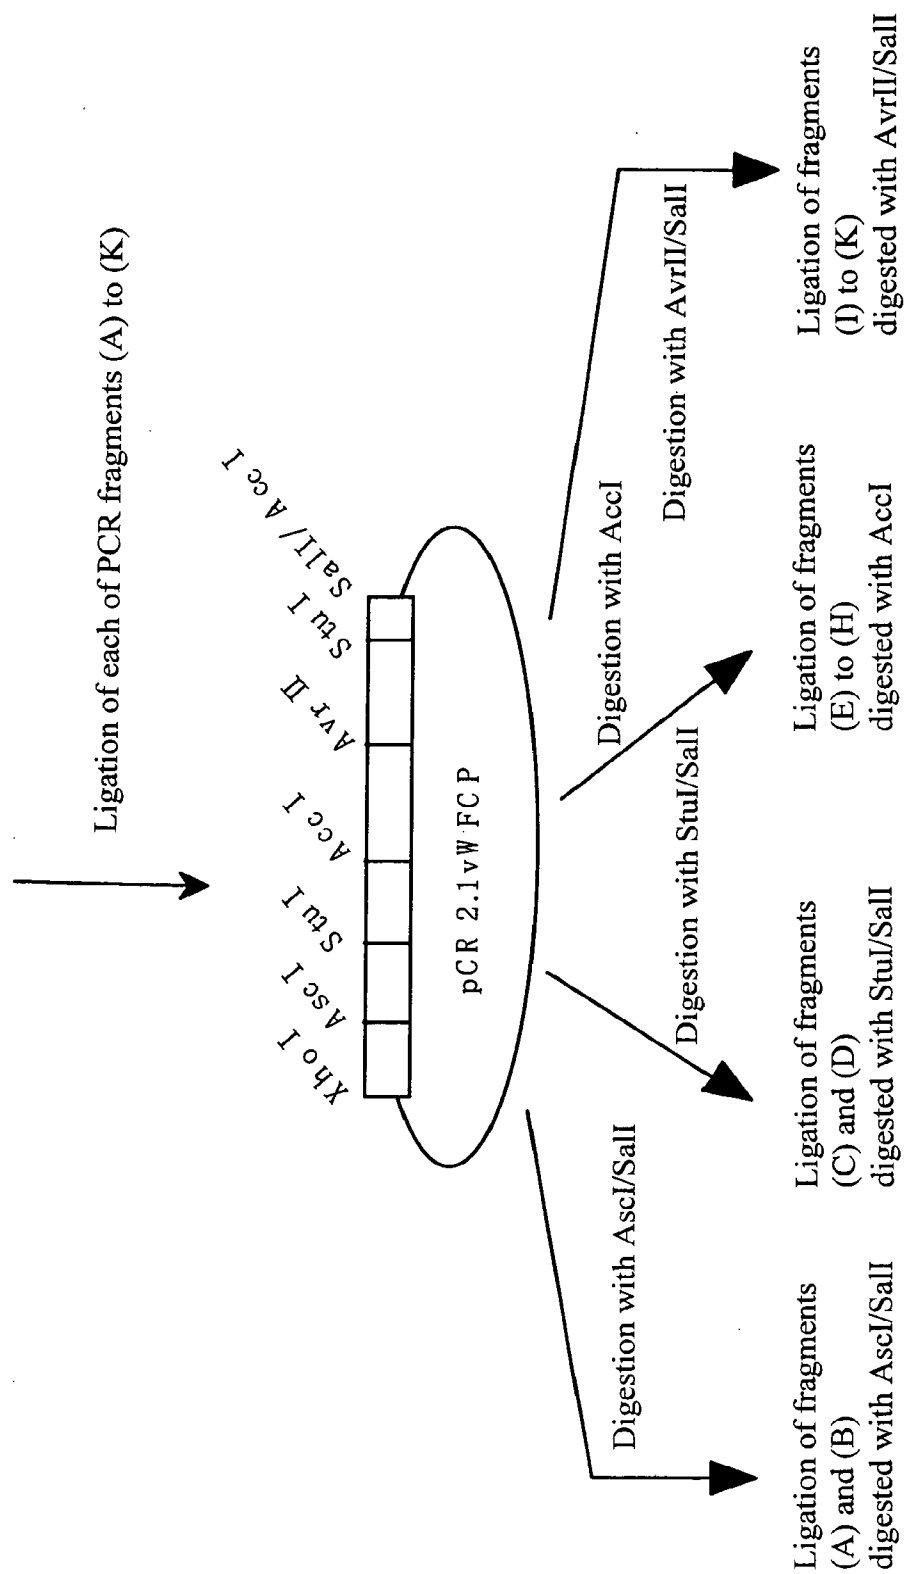 Ligation of each of PCR fragments (A) to (K)
Xho I
Asc I
Stu I
Acc I
Avr II
Stu I
SalI/Acc I
pCR 2.1vW FCP
Digestion with AscI/SalI
Digestion with StuI/SalI
Digestion with AccI
Digestion with AvrII/SalI
Ligation of fragments
(A) and (B)
digested with AscI/SalI
Ligation of fragments
(C) and (D)
digested with StuI/SalI
Ligation of fragments
(E) to (H)
digested with AccI
Ligation of fragments
(I) to (K)
digested with AvrII/SalI